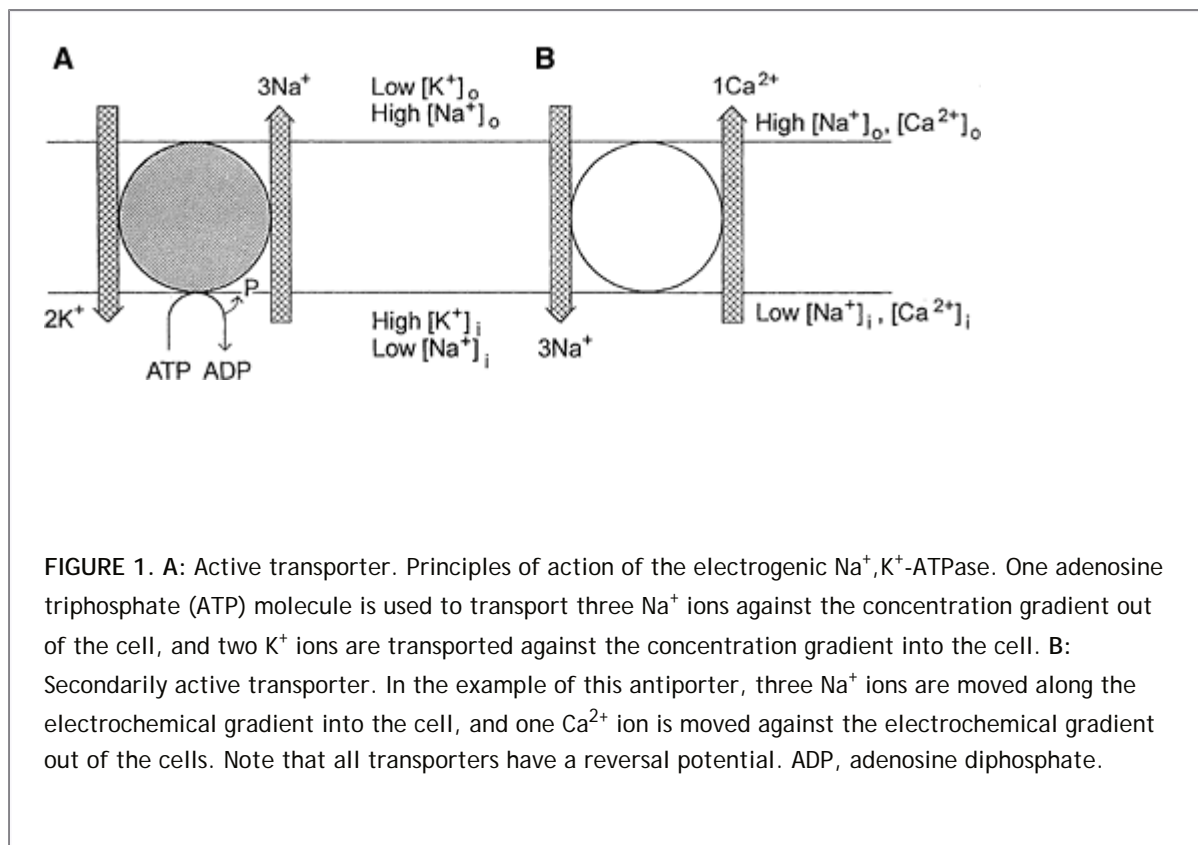 A
B
3Na⁺
Low [K⁺]ₒ
High [Na⁺]ₒ
1Ca²⁺
High [Na⁺]ₒ, [Ca²⁺]ₒ
2K⁺
P
ATP ADP
High [K⁺]ᵢ
Low [Na⁺]ᵢ
3Na⁺
Low [Na⁺]ᵢ, [Ca²⁺]ᵢ
FIGURE 1. A: Active transporter. Principles of action of the electrogenic Na⁺,K⁺-ATPase. One adenosine
triphosphate (ATP) molecule is used to transport three Na⁺ ions against the concentration gradient out
of the cell, and two K⁺ ions are transported against the concentration gradient into the cell. B:
Secondarily active transporter. In the example of this antiporter, three Na⁺ ions are moved along the
electrochemical gradient into the cell, and one Ca²⁺ ion is moved against the electrochemical gradient
out of the cells. Note that all transporters have a reversal potential. ADP, adenosine diphosphate.